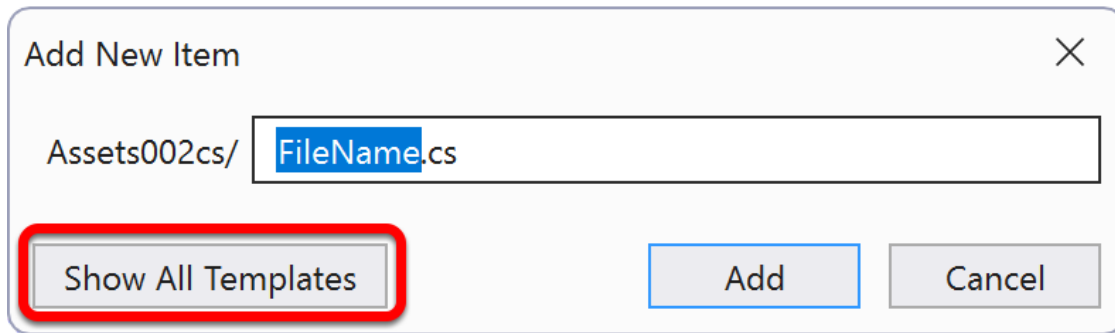 Add New Item
Assets002cs/ FileName.cs
Show All Templates Add Cancel